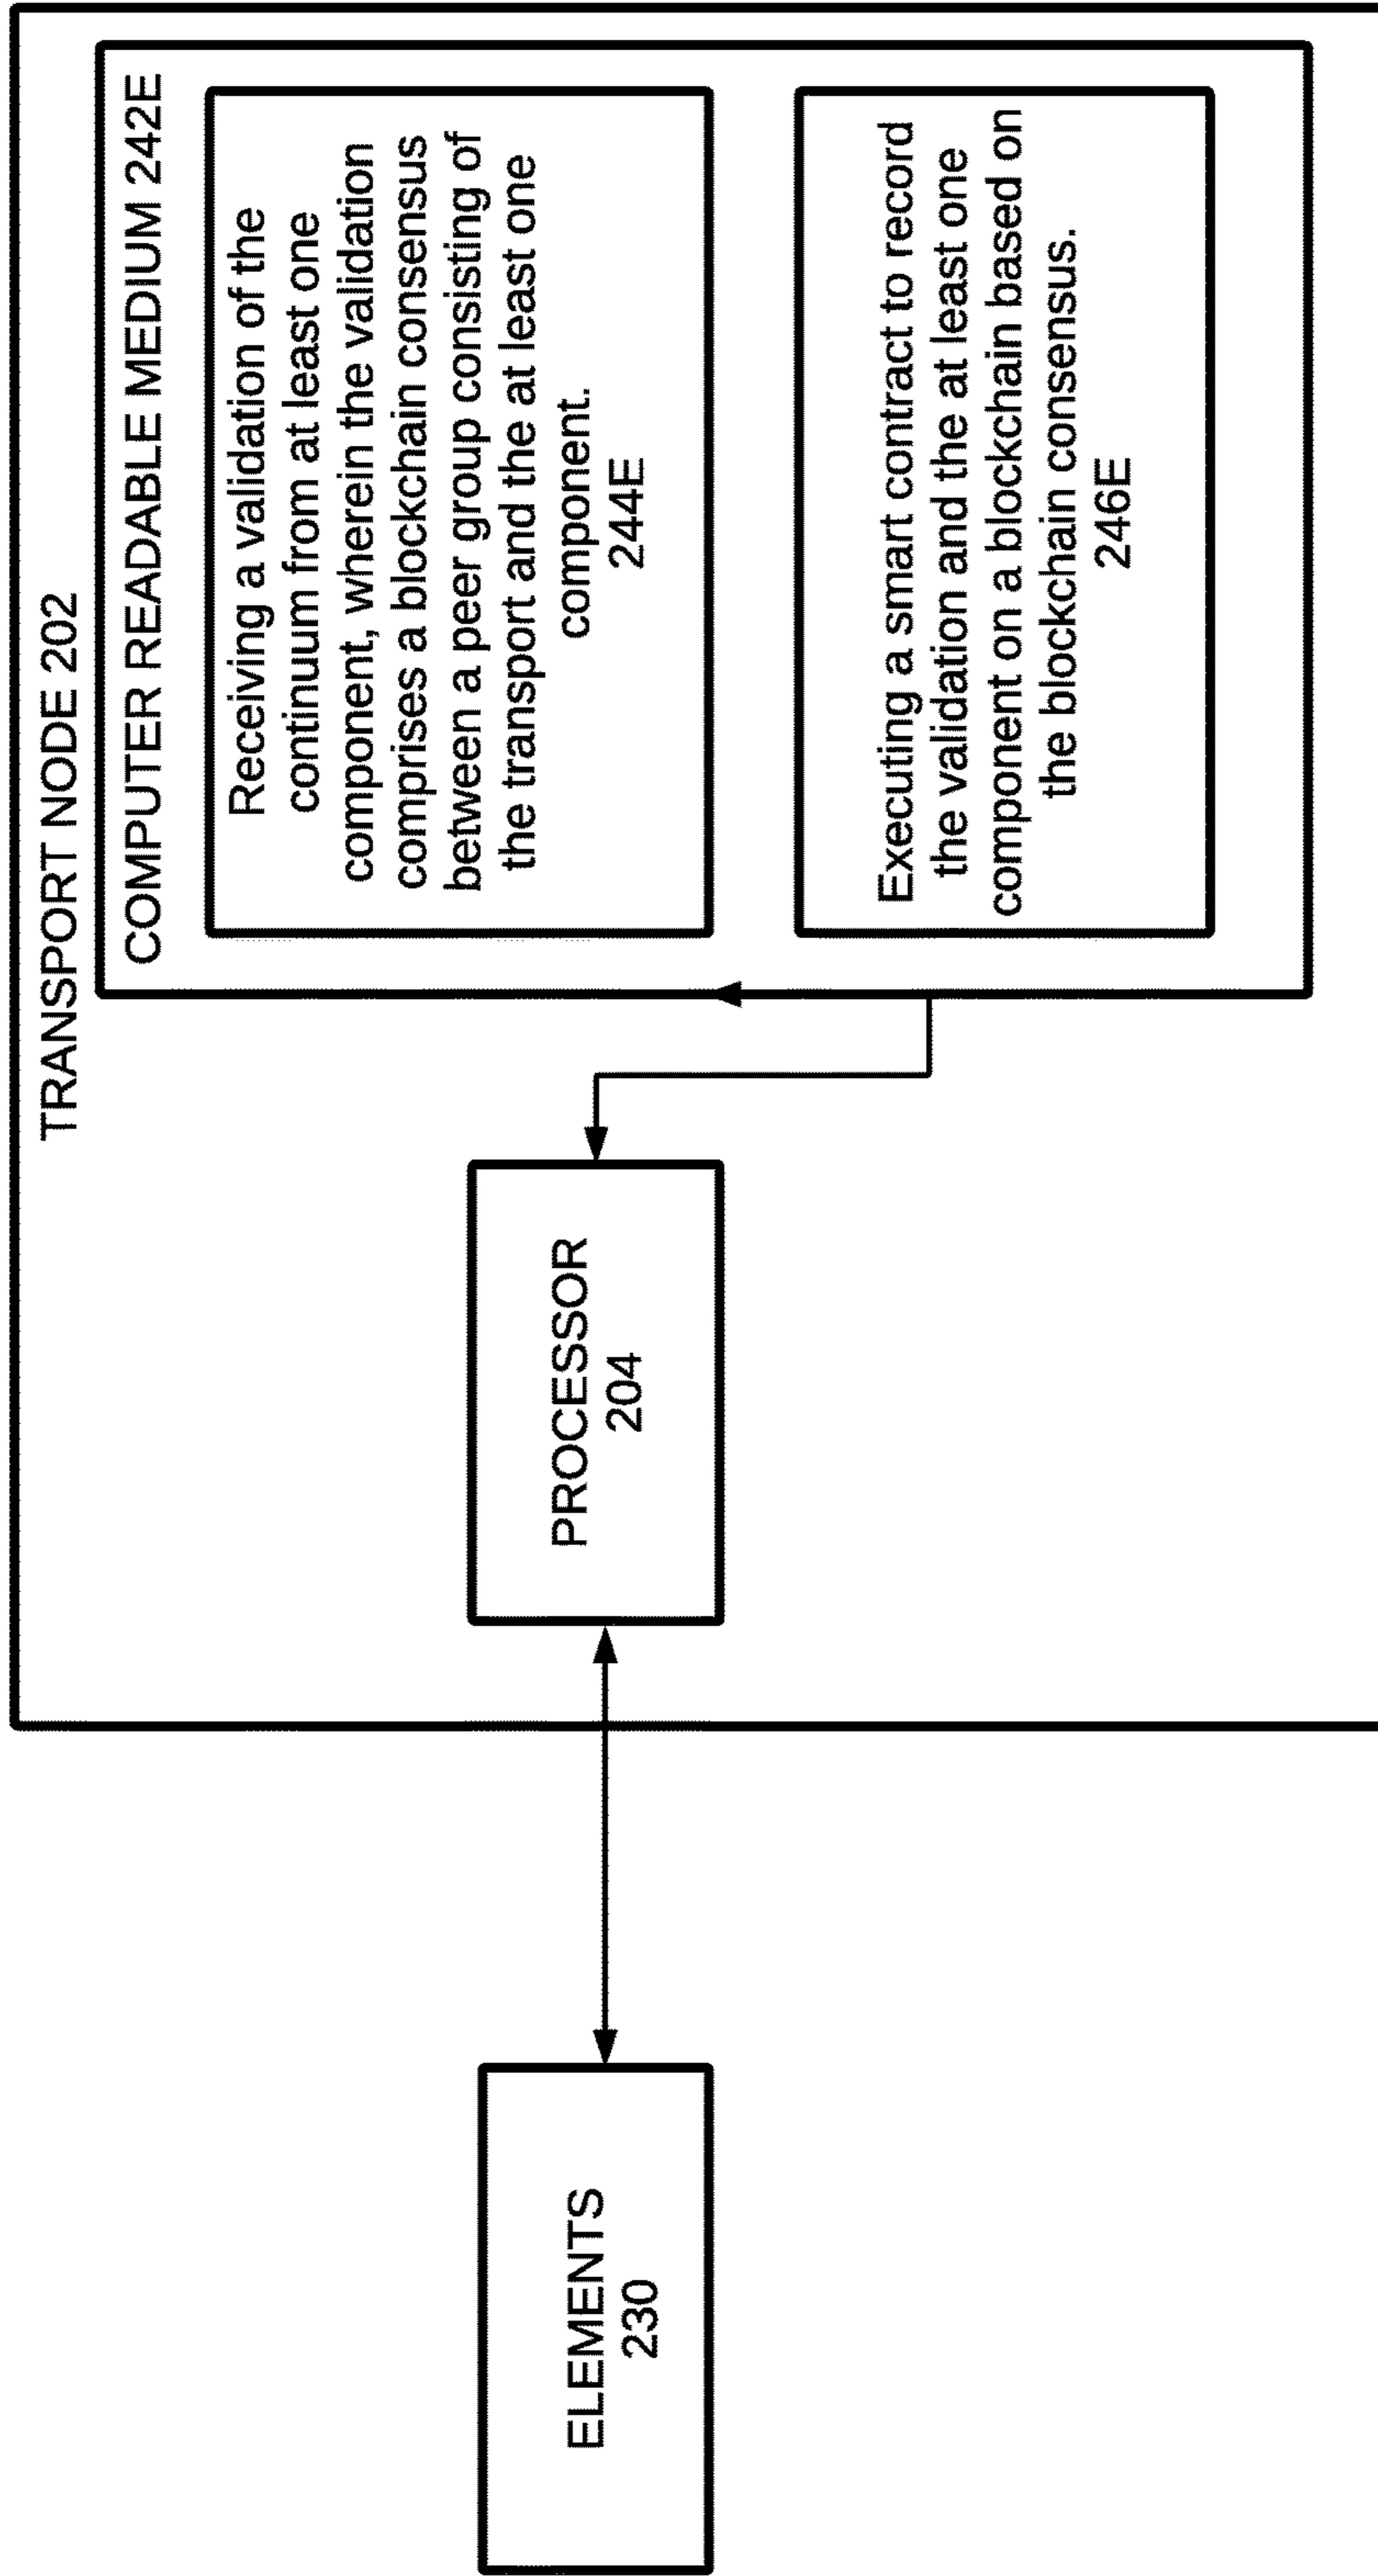 TRANSPORT NODE 202
COMPUTER READABLE MEDIUM 242E
Receiving a validation of the
continuum from at least one
component, wherein the validation
comprises a blockchain consensus
between a peer group consisting of
the transport and the at least one
component.
244E
Executing a smart contract to record
the validation and the at least one
component on a blockchain based on
the blockchain consensus.
246E
PROCESSOR
204
ELEMENTS
230